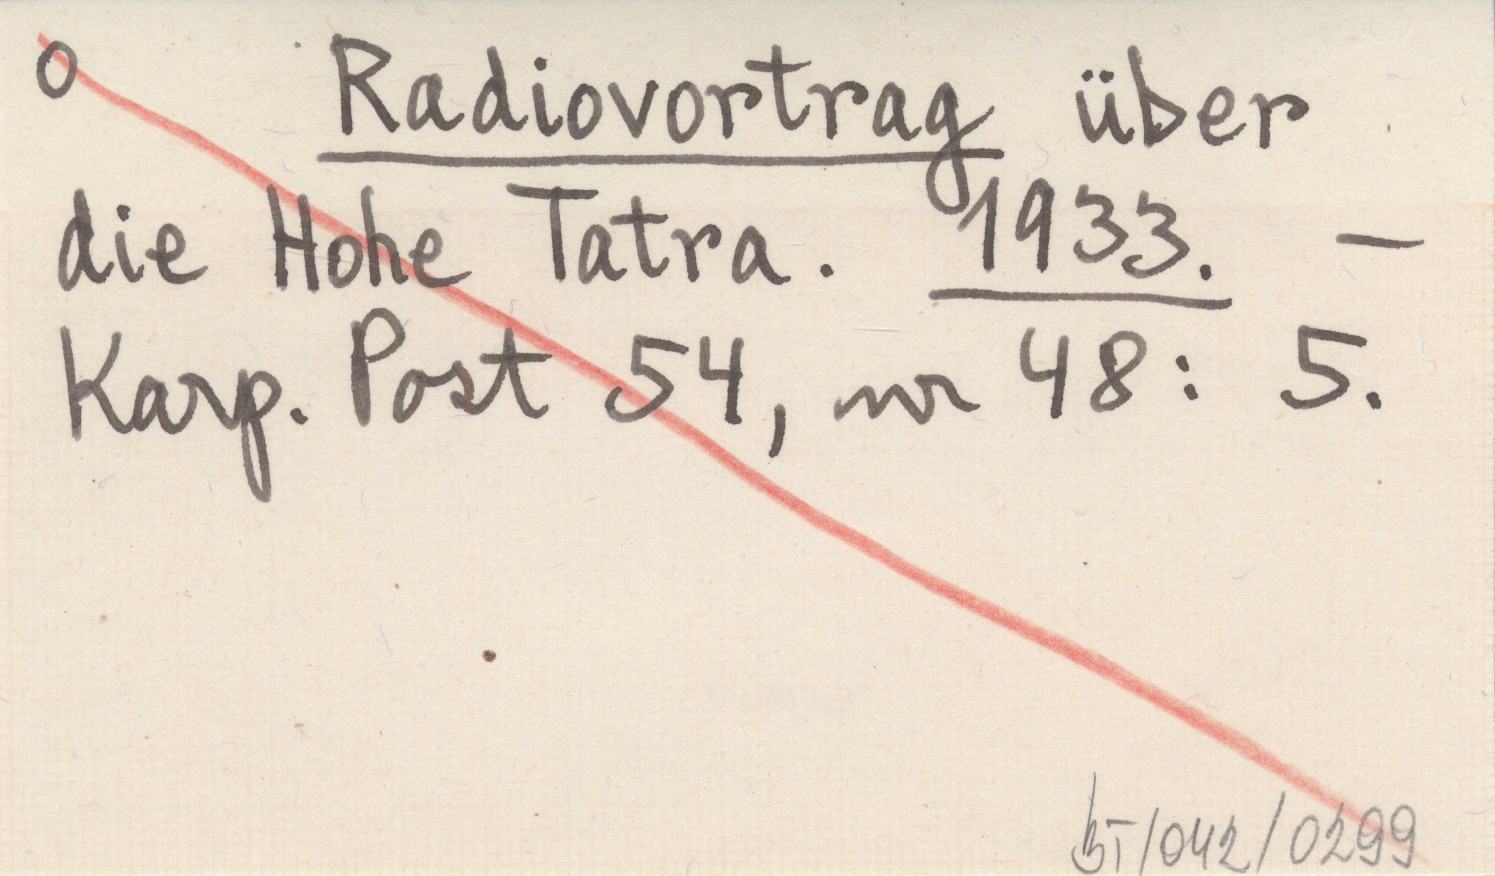 o Radiovortrag über
die Hohe Tatra. 1933. —
Karp. Post 54, nr 48: 5.
BT/042/0299